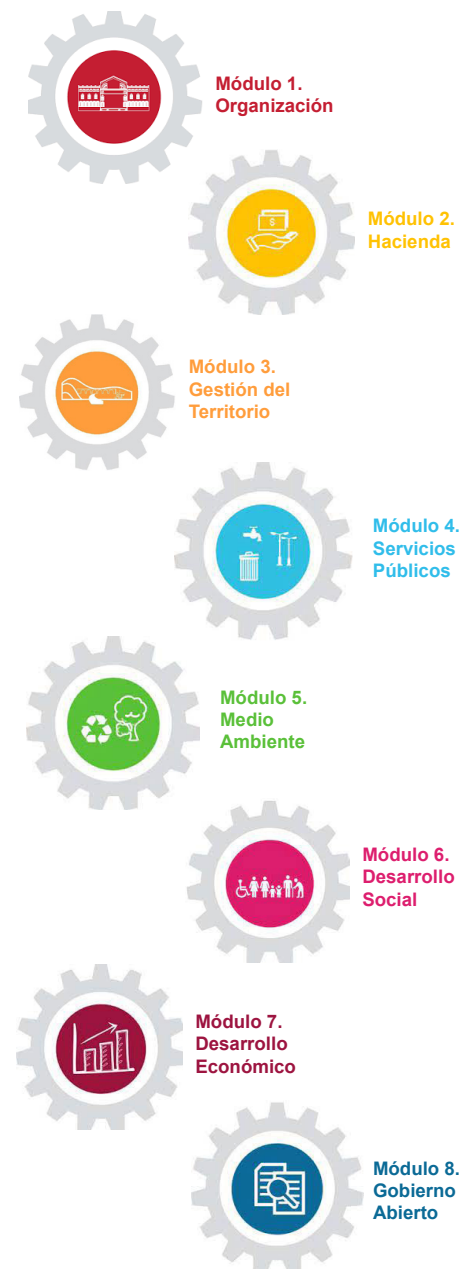 Módulo 1.
Organización
Módulo 2.
Hacienda
Módulo 3.
Gestión del
Territorio
Módulo 4.
Servicios
Públicos
Módulo 5.
Medio
Ambiente
Módulo 6.
Desarrollo
Social
Módulo 7.
Desarrollo
Económico
Módulo 8.
Gobierno
Abierto